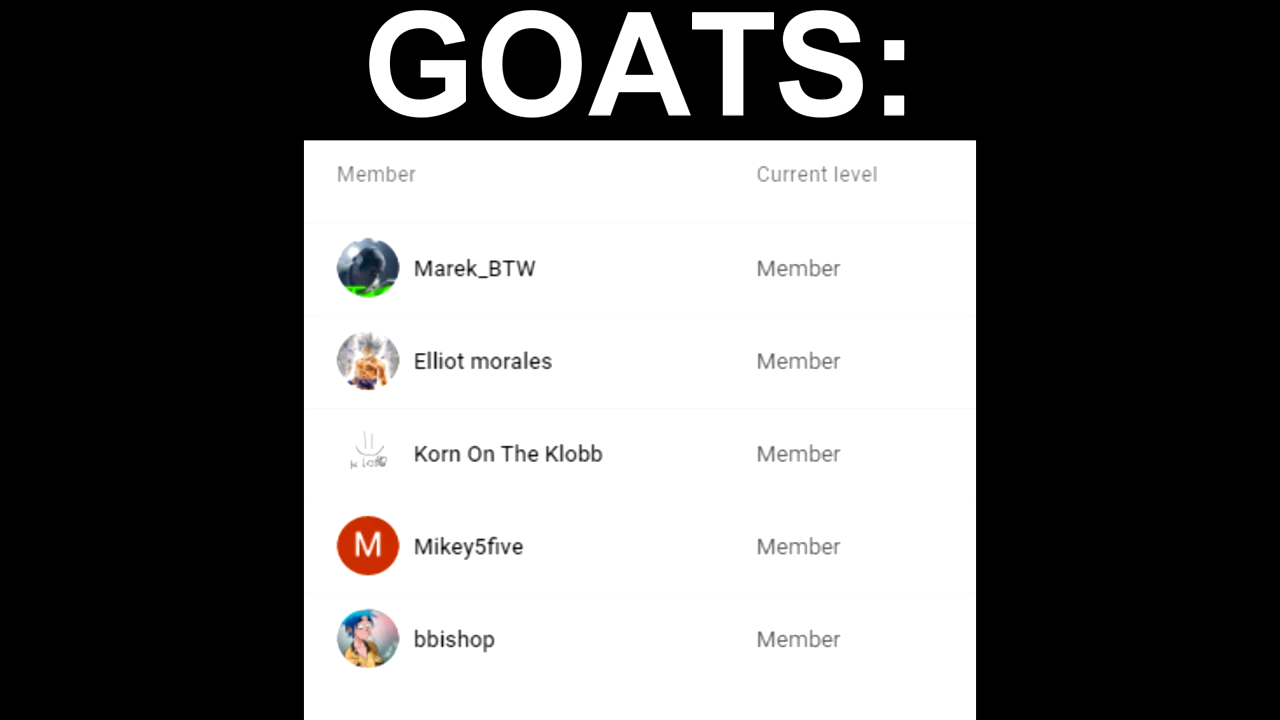 GOATS:
Member Current level
Marek_BTW Member
Elliot morales Member
Korn On The Klobb Member
M Mikey5five Member
bbishop Member